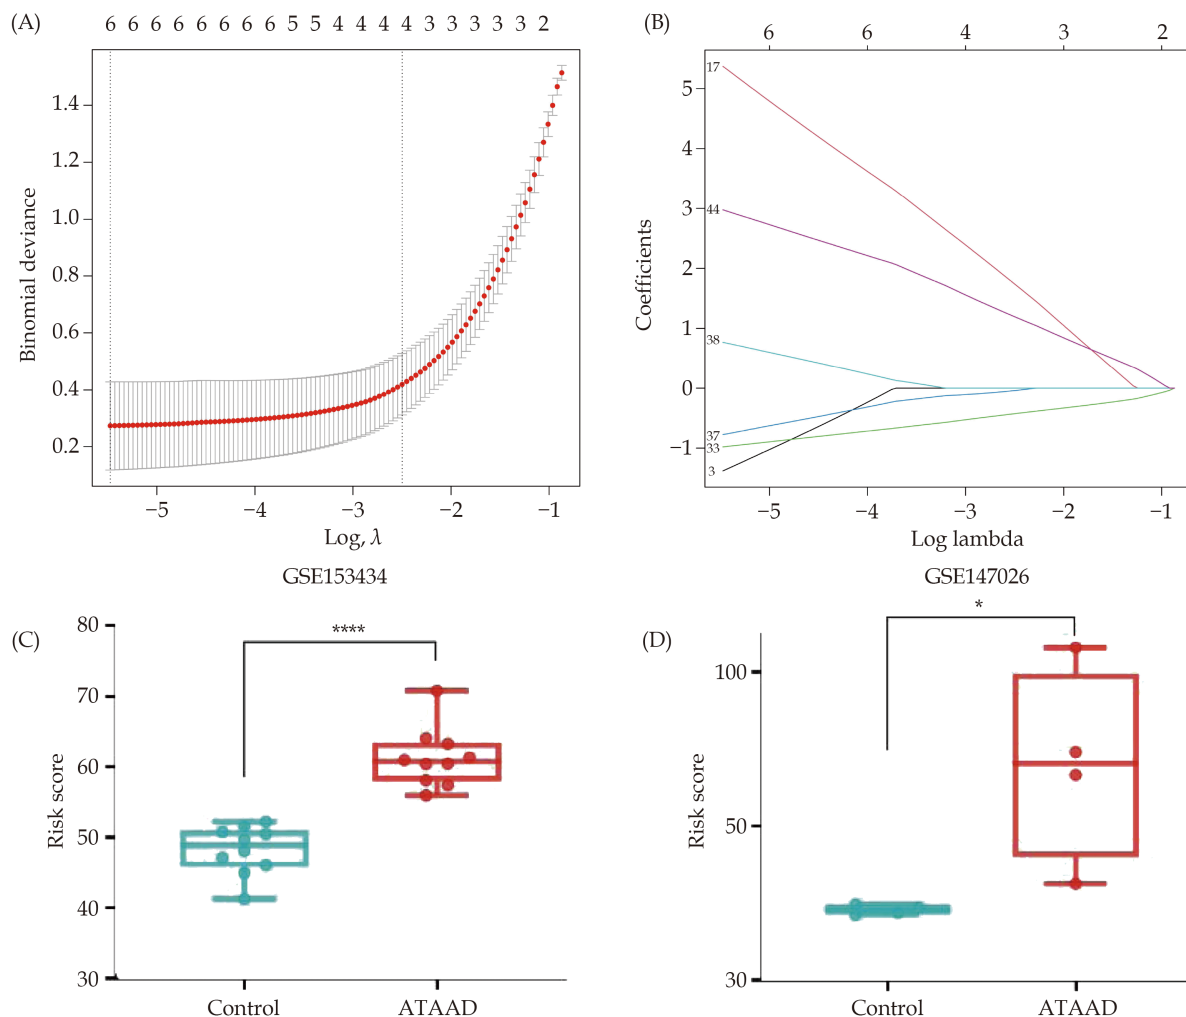 (A)
6 6 6 6 6 6 6 6 5 5 4 4 4 4 3 3 3 3 3 2
Binomial deviance
1.4
1.2
1.0
0.8
0.6
0.4
0.2
−5 −4 −3 −2 −1
Log, λ
(B)
6 6 4 3 2
Coefficients
5
4
3
2
1
0
−1
17
44
38
37
33
3
−5 −4 −3 −2 −1
Log lambda
GSE153434
(C)
Risk score
80
70
60
50
40
30
****
Control ATAAD
GSE147026
(D)
Risk score
100
50
30
*
Control ATAAD